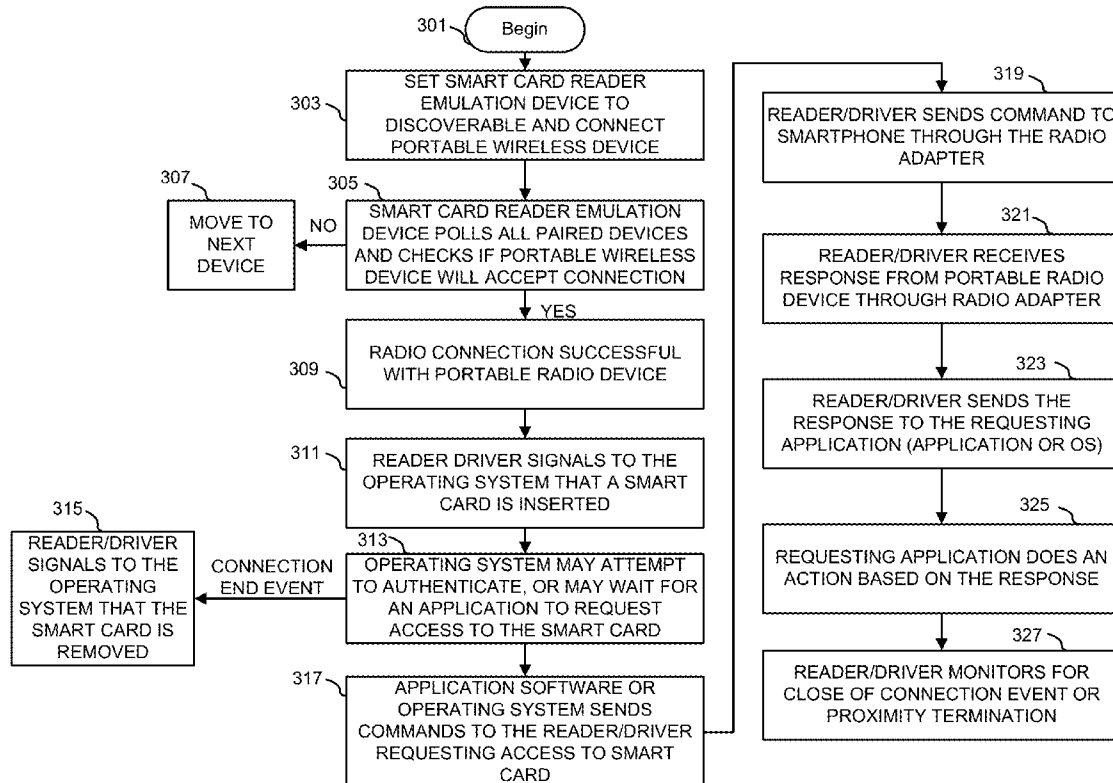 301
Begin
303
SET SMART CARD READER
EMULATION DEVICE TO
DISCOVERABLE AND CONNECT
PORTABLE WIRELESS DEVICE
305
SMART CARD READER EMULATION
DEVICE POLLS ALL PAIRED DEVICES
AND CHECKS IF PORTABLE WIRELESS
DEVICE WILL ACCEPT CONNECTION
NO
307
MOVE TO
NEXT
DEVICE
YES
309
RADIO CONNECTION SUCCESSFUL
WITH PORTABLE RADIO DEVICE
311
READER DRIVER SIGNALS TO THE
OPERATING SYSTEM THAT A SMART
CARD IS INSERTED
313
OPERATING SYSTEM MAY ATTEMPT
TO AUTHENTICATE, OR MAY WAIT FOR
AN APPLICATION TO REQUEST
ACCESS TO THE SMART CARD
CONNECTION
END EVENT
315
READER/DRIVER
SIGNALS TO THE
OPERATING
SYSTEM THAT THE
SMART CARD IS
REMOVED
317
APPLICATION SOFTWARE OR
OPERATING SYSTEM SENDS
COMMANDS TO THE READER/DRIVER
REQUESTING ACCESS TO SMART
CARD
319
READER/DRIVER SENDS COMMAND TO
SMARTPHONE THROUGH THE RADIO
ADAPTER
321
READER/DRIVER RECEIVES
RESPONSE FROM PORTABLE RADIO
DEVICE THROUGH RADIO ADAPTER
323
READER/DRIVER SENDS THE
RESPONSE TO THE REQUESTING
APPLICATION (APPLICATION OR OS)
325
REQUESTING APPLICATION DOES AN
ACTION BASED ON THE RESPONSE
327
READER/DRIVER MONITORS FOR
CLOSE OF CONNECTION EVENT OR
PROXIMITY TERMINATION